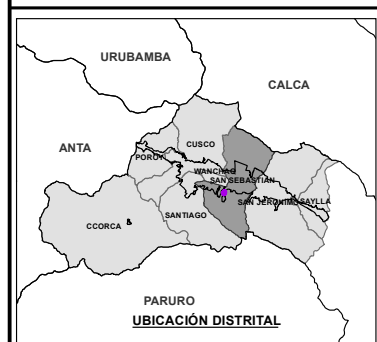 URUBAMBA
CALCA
ANTA
CUSCO
POROY
WANCHAQ
SAN SEBASTIAN
SAN JERONIMO
SAYLLA
SANTIAGO
CCORCA
PARURO
UBICACIÓN DISTRITAL